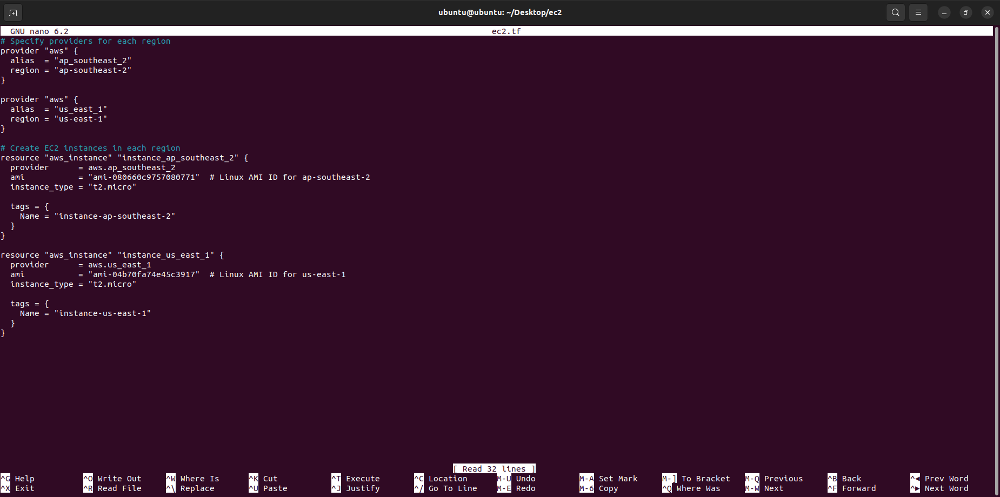 ubuntu@ubuntu: ~/Desktop/ec2
GNU nano 6.2 ec2.tf
# Specify providers for each region
provider "aws" {
  alias  = "ap_southeast_2"
  region = "ap-southeast-2"
}

provider "aws" {
  alias  = "us_east_1"
  region = "us-east-1"
}

# Create EC2 instances in each region
resource "aws_instance" "instance_ap_southeast_2" {
  provider      = aws.ap_southeast_2
  ami           = "ami-080660c9757080771"  # Linux AMI ID for ap-southeast-2
  instance_type = "t2.micro"

  tags = {
    Name = "instance-ap-southeast-2"
  }
}

resource "aws_instance" "instance_us_east_1" {
  provider      = aws.us_east_1
  ami           = "ami-04b70fa74e45c3917"  # Linux AMI ID for us-east-1
  instance_type = "t2.micro"

  tags = {
    Name = "instance-us-east-1"
  }
}
[ Read 32 lines ]
^G Help ^O Write Out ^W Where Is ^K Cut ^T Execute ^C Location M-U Undo M-A Set Mark M-] To Bracket M-Q Previous ^B Back ^◄ Prev Word
^X Exit ^R Read File ^\ Replace ^U Paste ^J Justify ^/ Go To Line M-E Redo M-6 Copy ^Q Where Was M-W Next ^F Forward ^► Next Word